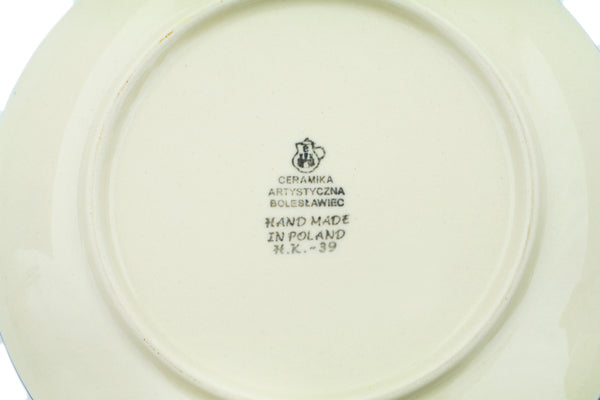 CERAMIKA
ARTYSTYCZNA
BOLESŁAWIEC
HAND MADE
IN POLAND
H.K.-39